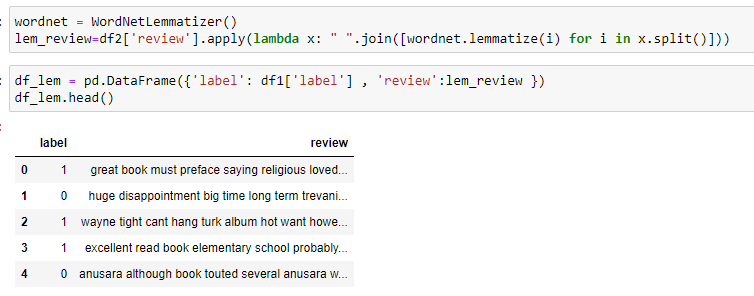 wordnet = WordNetLemmatizer()
lem_review=df2['review'].apply(lambda x: " ".join([wordnet.lemmatize(i) for i in x.split()]))
df_lem = pd.DataFrame({'label': df1['label'] , 'review':lem_review })
df_lem.head()
label review
0 1 great book must preface saying religious loved...
1 0 huge disappointment big time long term trevani...
2 1 wayne tight cant hang turk album hot want howe...
3 1 excellent read book elementary school probably...
4 0 anusara although book touted several anusara w...